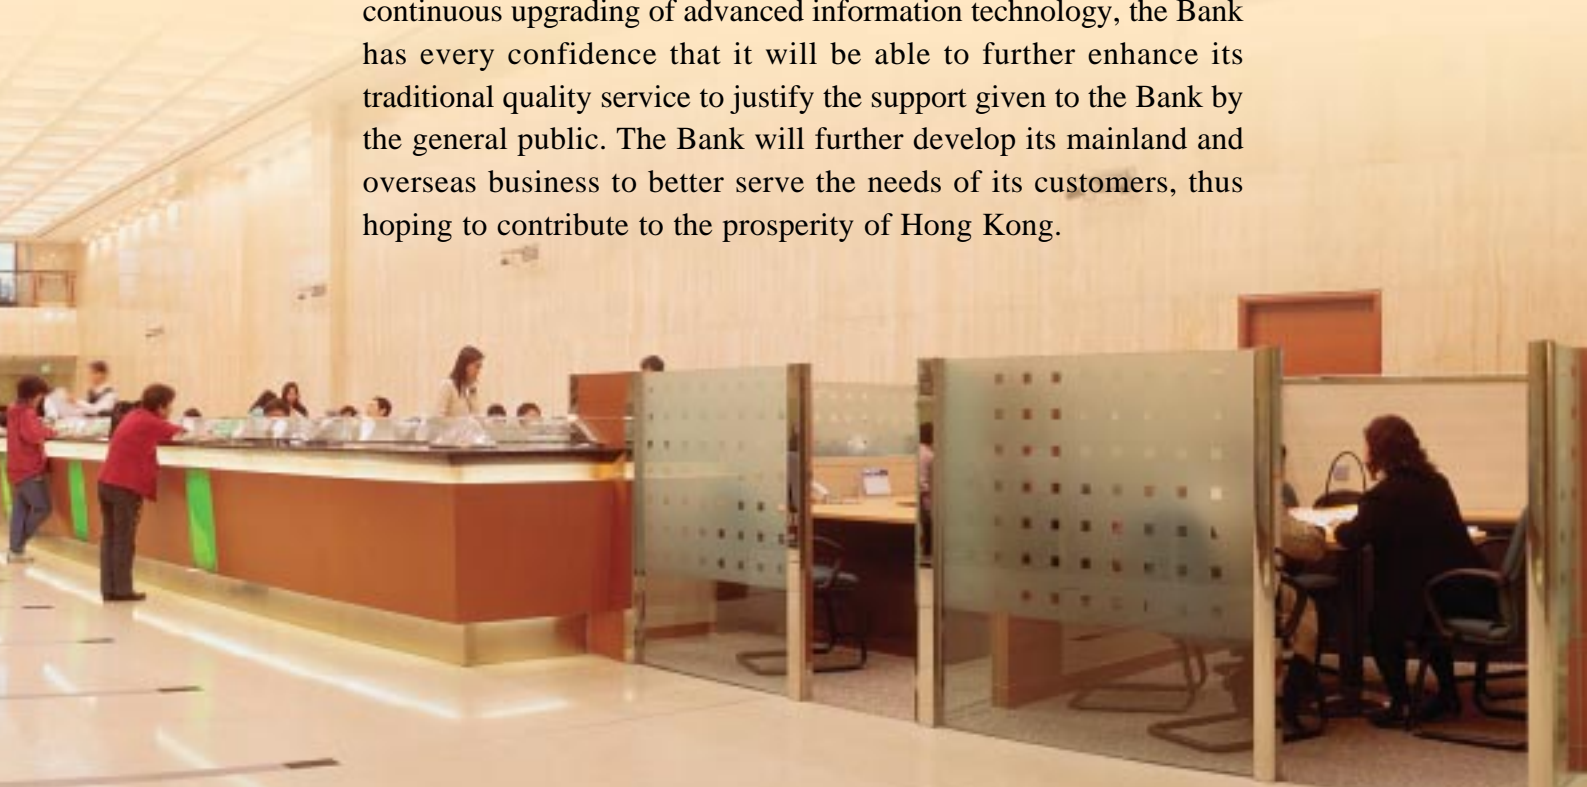 continuous upgrading of advanced information technology, the Bank
has every confidence that it will be able to further enhance its
traditional quality service to justify the support given to the Bank by
the general public. The Bank will further develop its mainland and
overseas business to better serve the needs of its customers, thus
hoping to contribute to the prosperity of Hong Kong.